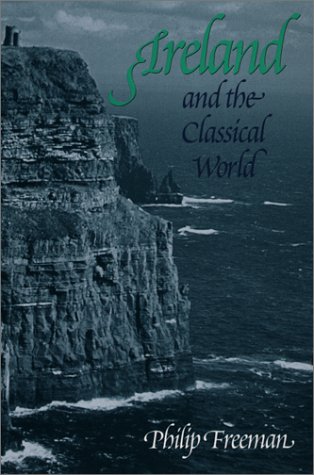 Ireland
and the
Classical
World
Philip Freeman